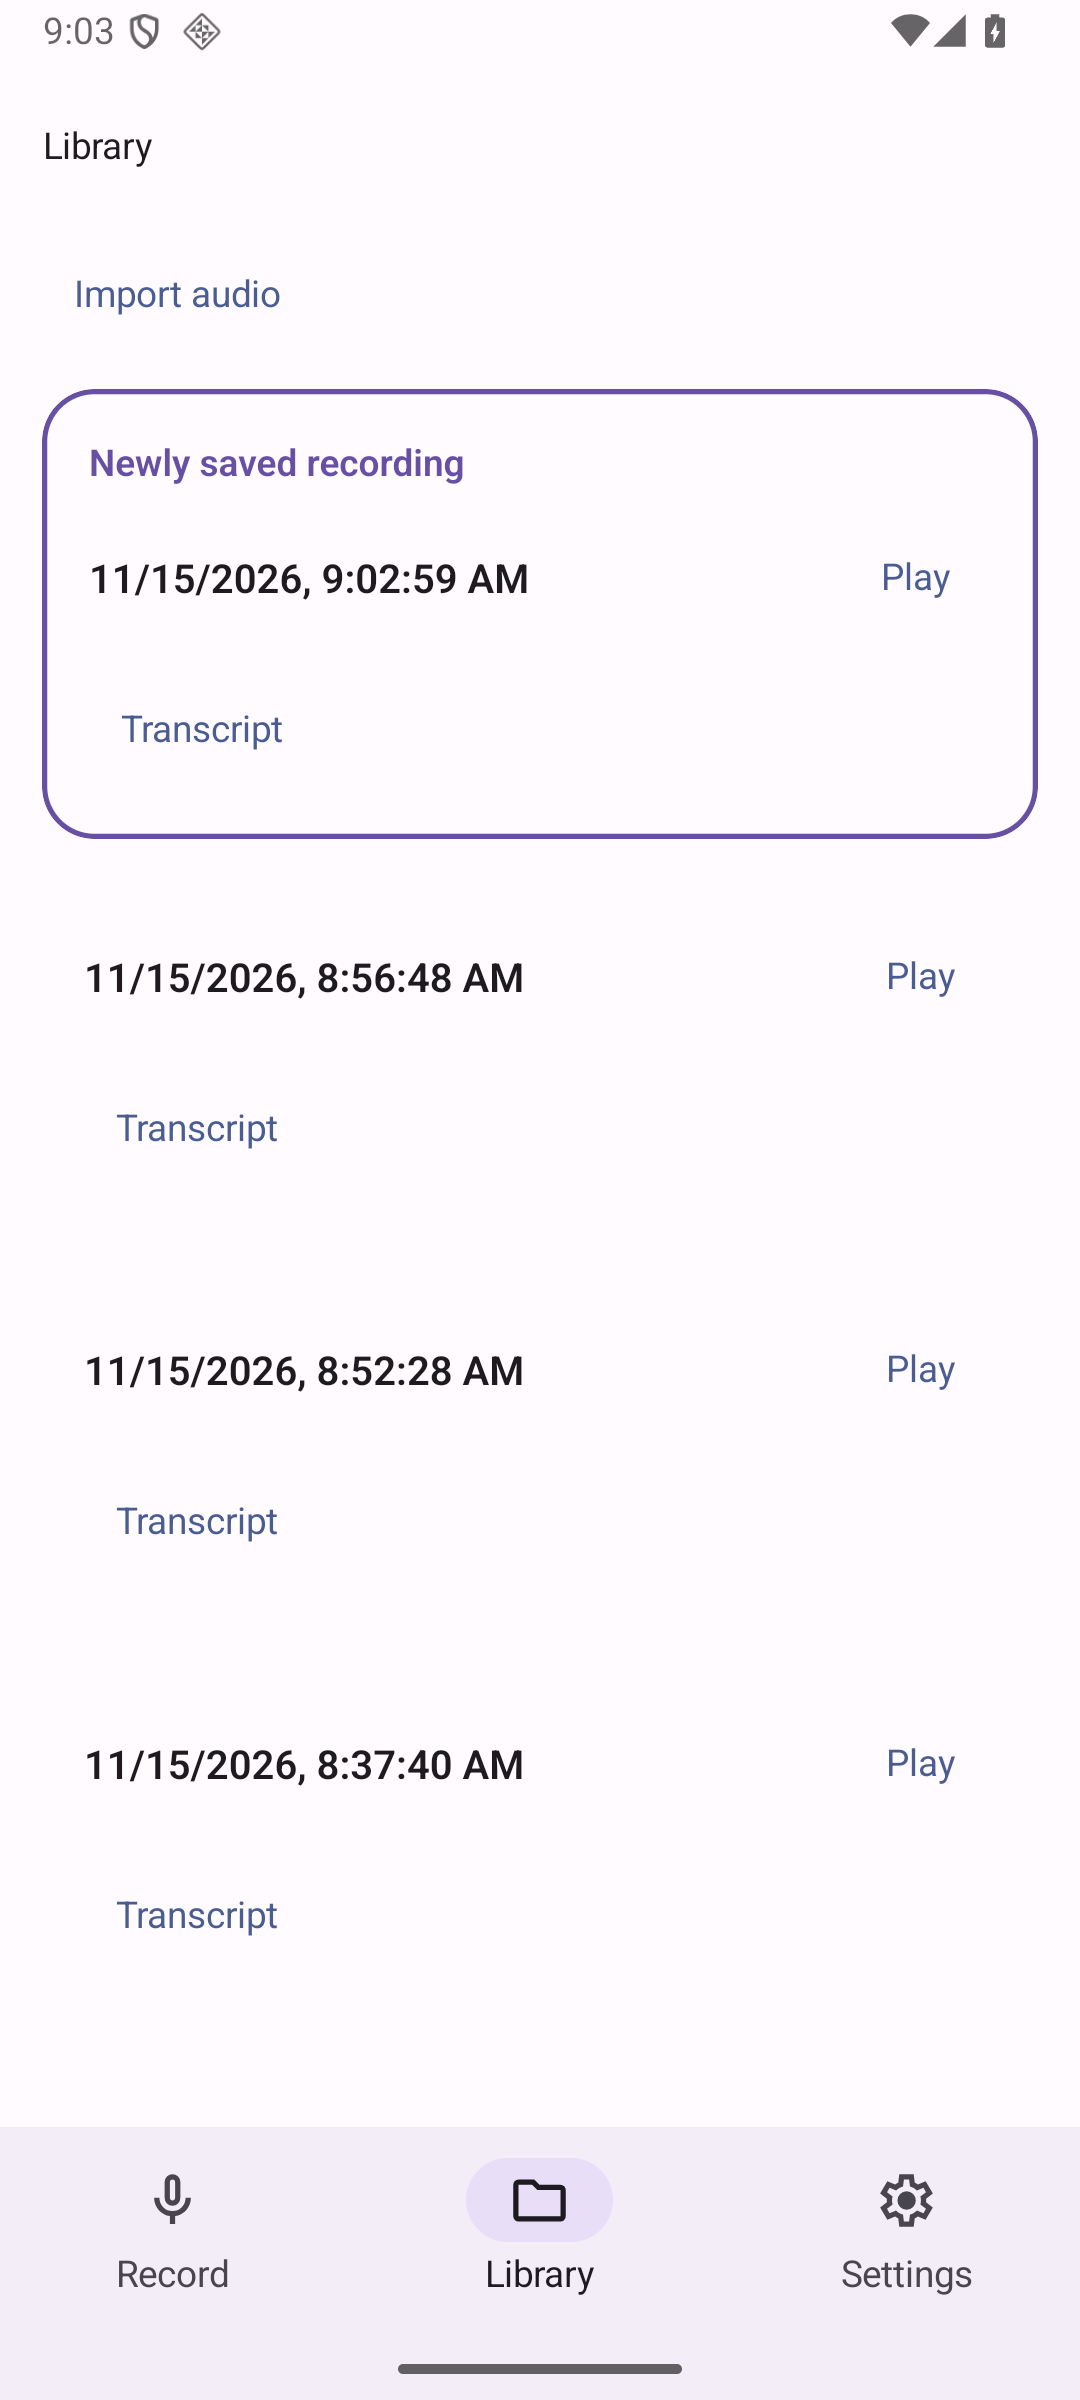 9:03
Library
Import audio
Newly saved recording
11/15/2026, 9:02:59 AM
Play
Transcript
11/15/2026, 8:56:48 AM
Play
Transcript
11/15/2026, 8:52:28 AM
Play
Transcript
11/15/2026, 8:37:40 AM
Play
Transcript
Record
Library
Settings